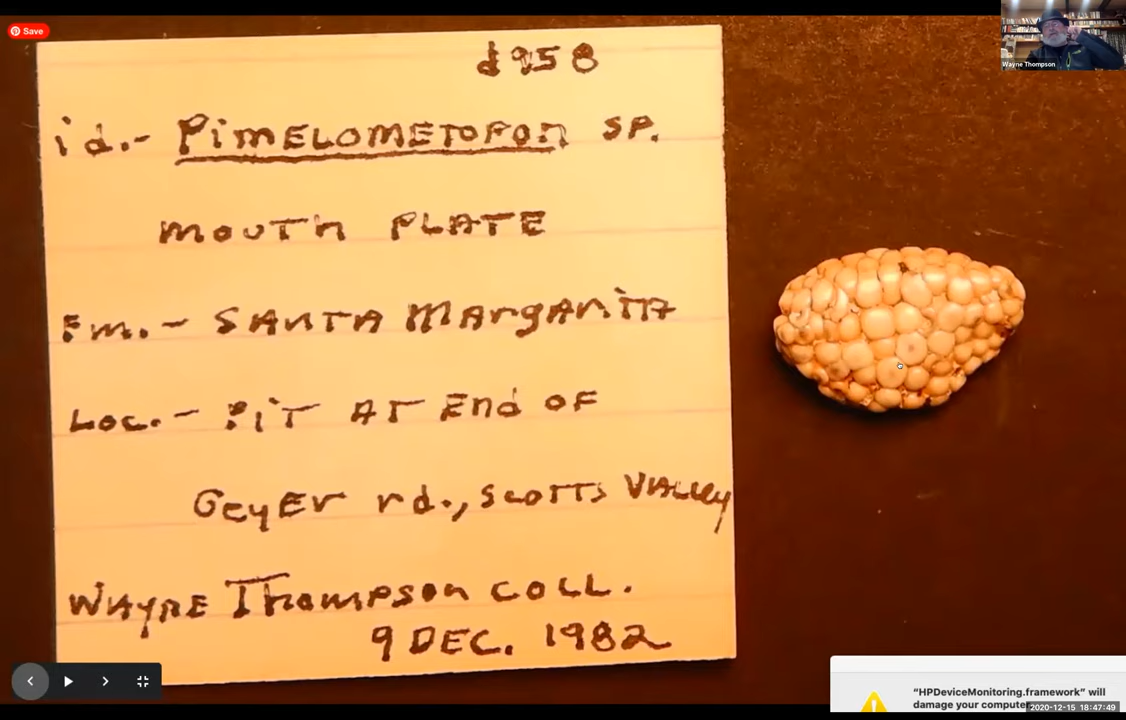 Save
Wayne Thompson
d958
id.- PimELOMETOPON SP.
mouTh PLATE
Fm.- SANTA MArgAriTA
Loc.- PiT AT End OF
GeyEr rd., ScoTTs VALLey
WAYNE Thompson coLL.
9 DEC. 1982
“HPDeviceMonitoring.framework” will
damage your computer
2020-12-15 18:47:49